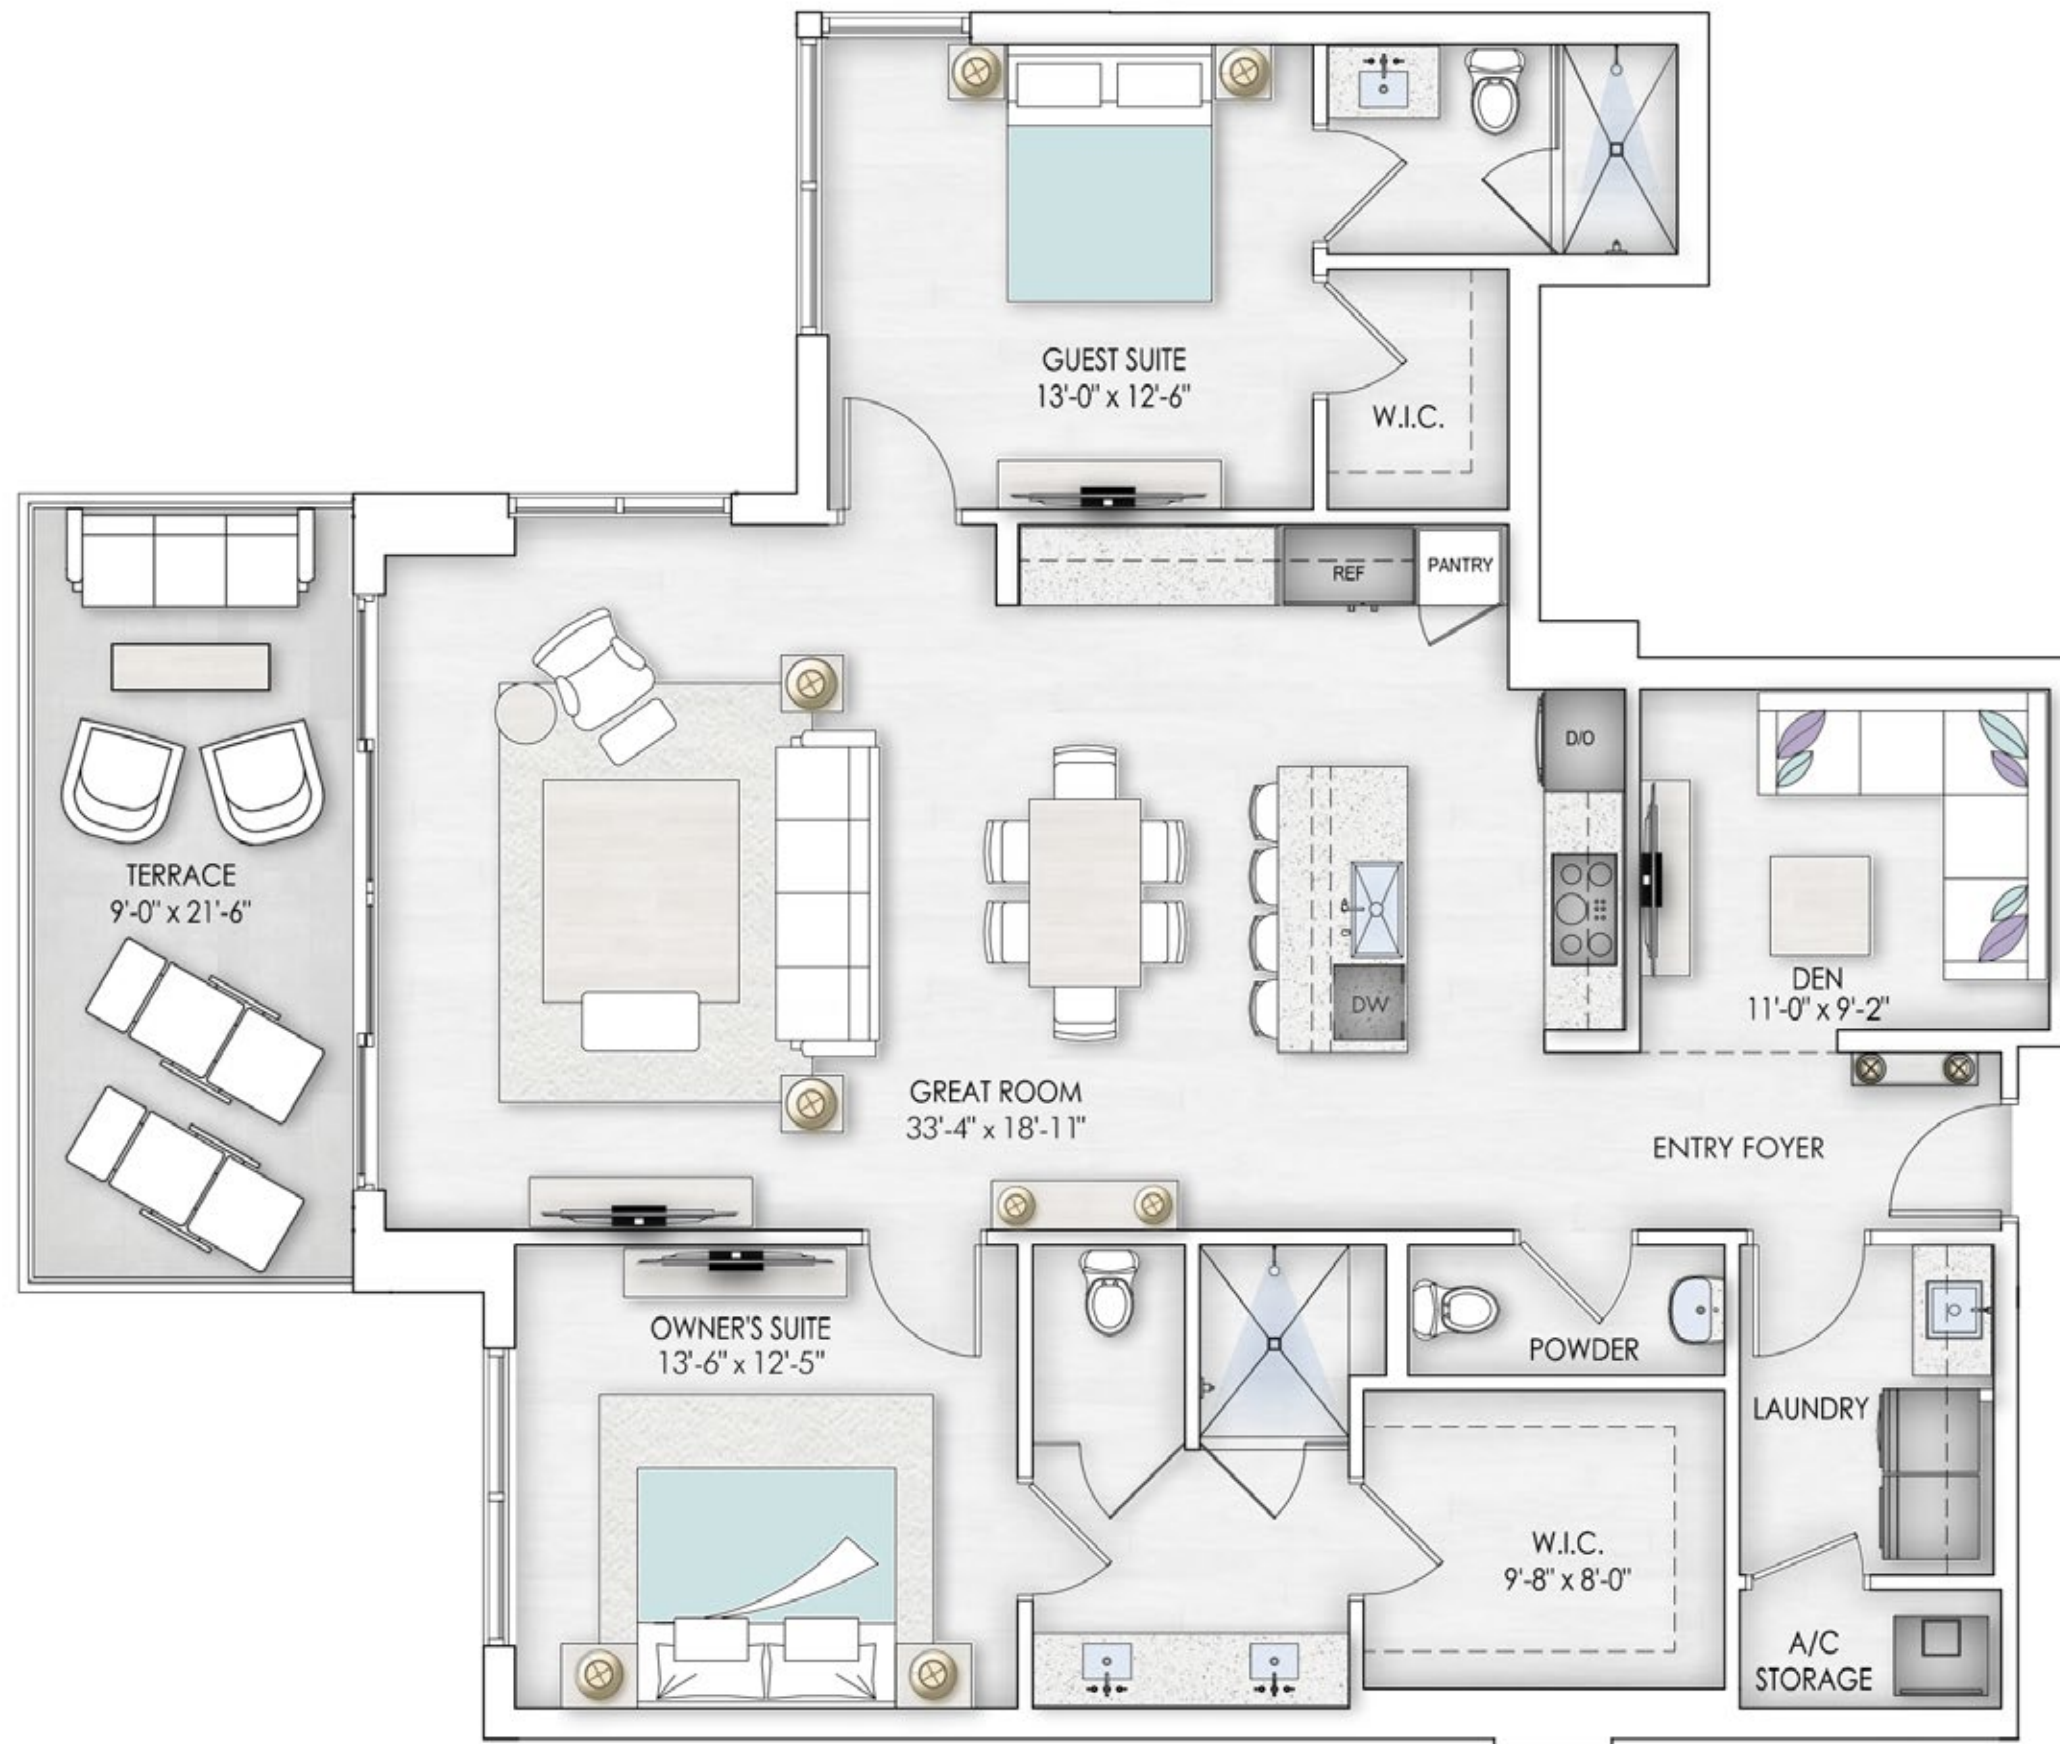 GUEST SUITE
13'-0" x 12'-6"
W.I.C.
REF
PANTRY
D/O
TERRACE
9'-0" x 21'-6"
DW
DEN
11'-0" x 9'-2"
GREAT ROOM
33'-4" x 18'-11"
ENTRY FOYER
OWNER'S SUITE
13'-6" x 12'-5"
POWDER
LAUNDRY
W.I.C.
9'-8" x 8'-0"
A/C
STORAGE